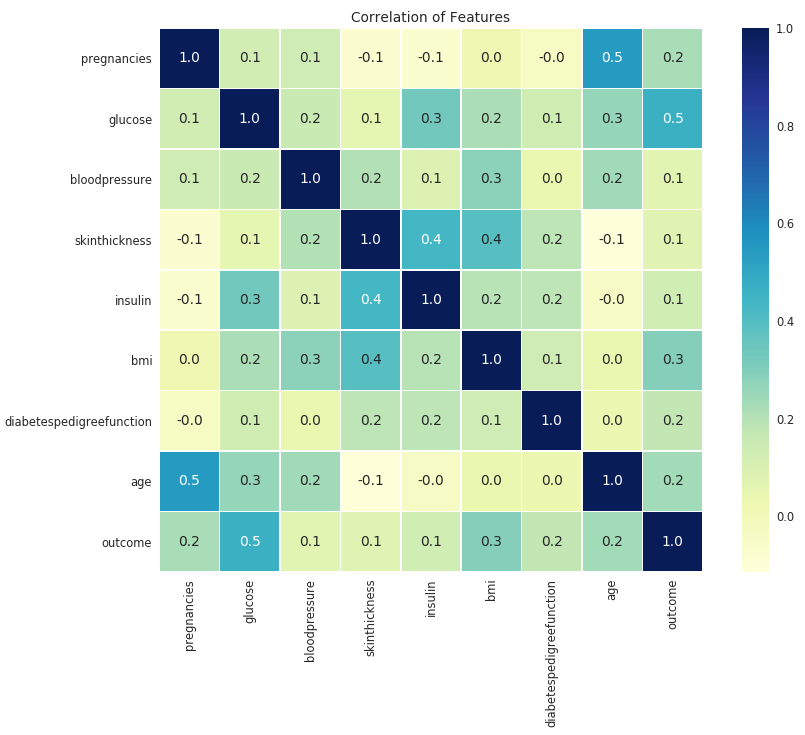 Correlation of Features
pregnancies 1.0 0.1 0.1 -0.1 -0.1 0.0 -0.0 0.5 0.2
glucose 0.1 1.0 0.2 0.1 0.3 0.2 0.1 0.3 0.5
bloodpressure 0.1 0.2 1.0 0.2 0.1 0.3 0.0 0.2 0.1
skinthickness -0.1 0.1 0.2 1.0 0.4 0.4 0.2 -0.1 0.1
insulin -0.1 0.3 0.1 0.4 1.0 0.2 0.2 -0.0 0.1
bmi 0.0 0.2 0.3 0.4 0.2 1.0 0.1 0.0 0.3
diabetespedigreefunction -0.0 0.1 0.0 0.2 0.2 0.1 1.0 0.0 0.2
age 0.5 0.3 0.2 -0.1 -0.0 0.0 0.0 1.0 0.2
outcome 0.2 0.5 0.1 0.1 0.1 0.3 0.2 0.2 1.0
pregnancies
glucose
bloodpressure
skinthickness
insulin
bmi
diabetespedigreefunction
age
outcome
1.0
0.8
0.6
0.4
0.2
0.0